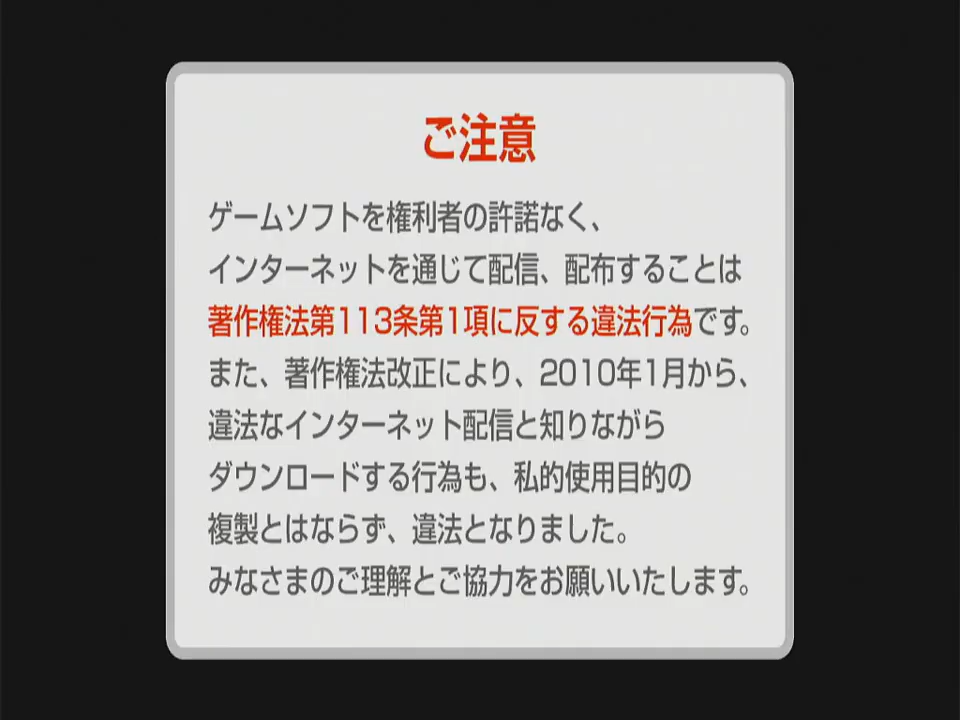 ご注意
ゲームソフトを権利者の許諾なく、
インターネットを通じて配信、配布することは
著作権法第113条第1項に反する違法行為です。
また、著作権法改正により、2010年1月から、
違法なインターネット配信と知りながら
ダウンロードする行為も、私的使用目的の
複製とはならず、違法となりました。
みなさまのご理解とご協力をお願いいたします。